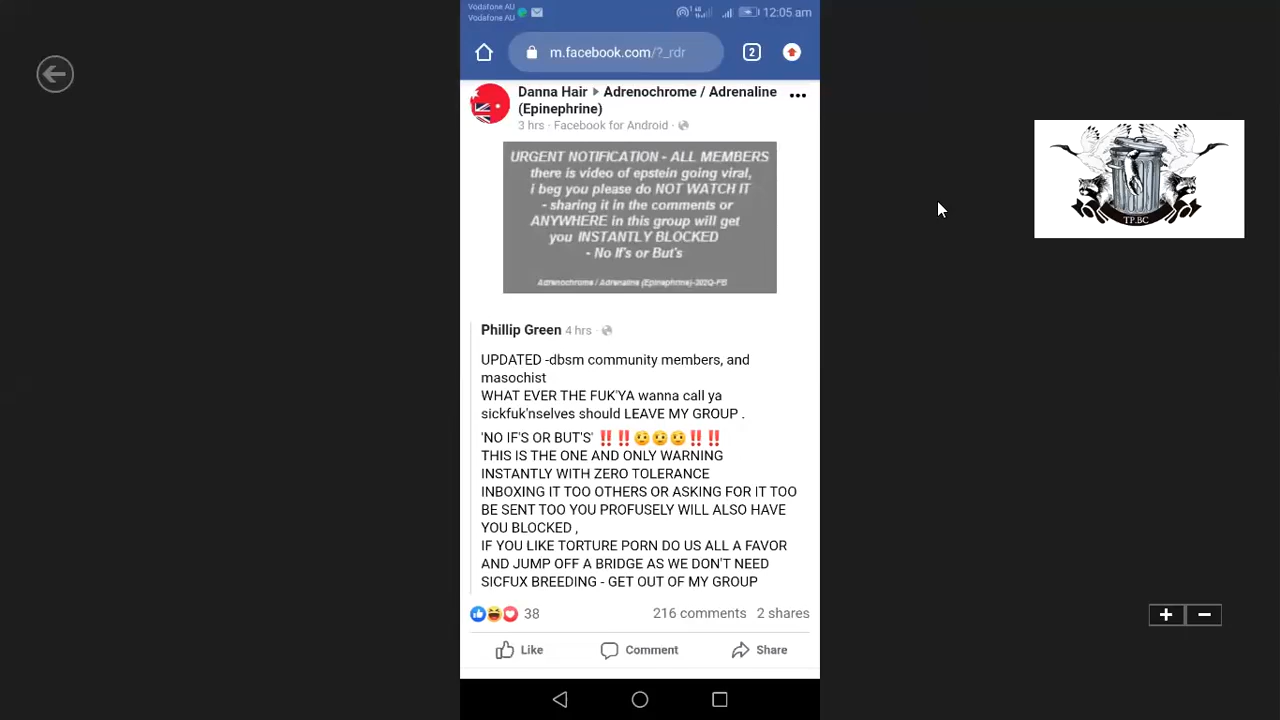 Vodafone AU
Vodafone AU
12:05 am
m.facebook.com/?_rdr
2
Danna Hair ▸ Adrenochrome / Adrenaline
(Epinephrine)
3 hrs · Facebook for Android ·
URGENT NOTIFICATION - ALL MEMBERS
there is video of epstein going viral,
i beg you please do NOT WATCH IT
- sharing it in the comments or
ANYWHERE in this group will get
you INSTANTLY BLOCKED
- No If's or But's
Adrenochrome / Adrenaline (Epinephrine)-302Q-FB
Phillip Green 4 hrs ·
UPDATED -dbsm community members, and
masochist
WHAT EVER THE FUK'YA wanna call ya
sickfuk'nselves should LEAVE MY GROUP .
'NO IF'S OR BUT'S' ‼️‼️🤨🤨🤨‼️‼️
THIS IS THE ONE AND ONLY WARNING
INSTANTLY WITH ZERO TOLERANCE
INBOXING IT TOO OTHERS OR ASKING FOR IT TOO
BE SENT TOO YOU PROFUSELY WILL ALSO HAVE
YOU BLOCKED ,
IF YOU LIKE TORTURE PORN DO US ALL A FAVOR
AND JUMP OFF A BRIDGE AS WE DON'T NEED
SICFUX BREEDING - GET OUT OF MY GROUP
38
216 comments 2 shares
Like Comment Share
TP.BC
+ −